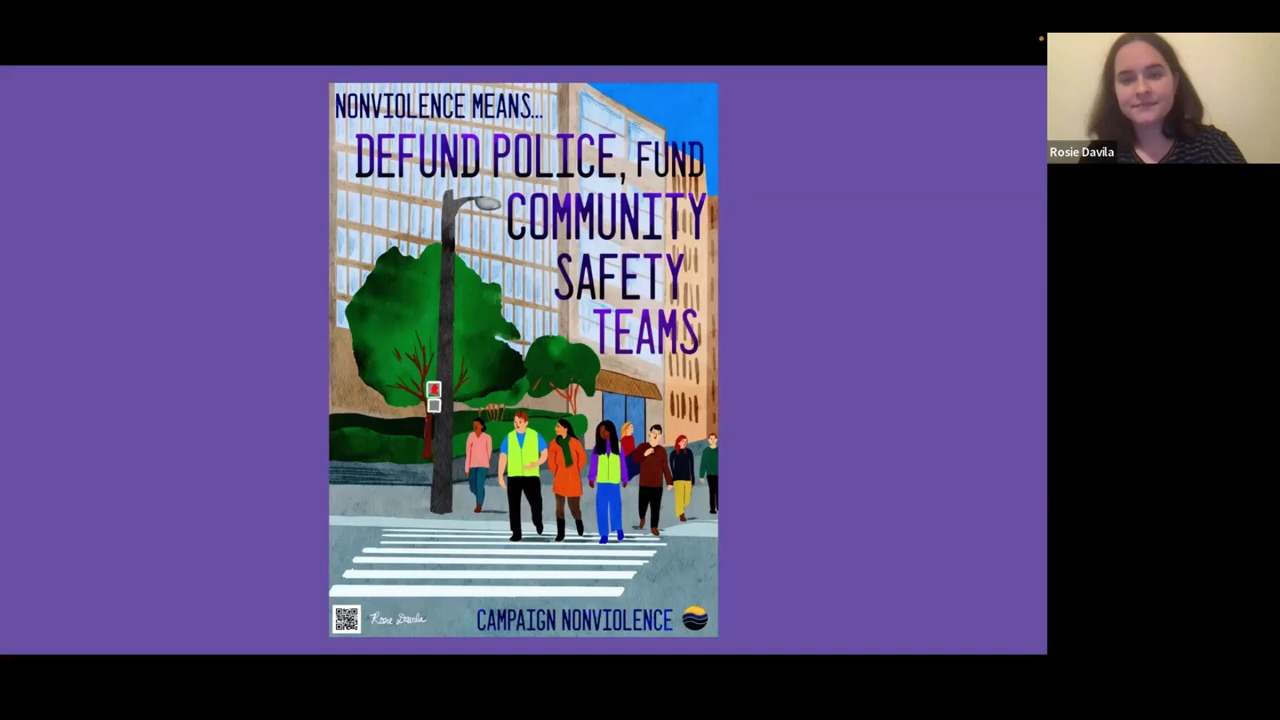 NONVIOLENCE MEANS...
DEFUND POLICE, FUND
COMMUNITY
SAFETY
TEAMS
Rosie Davila
CAMPAIGN NONVIOLENCE
Rosie Davila